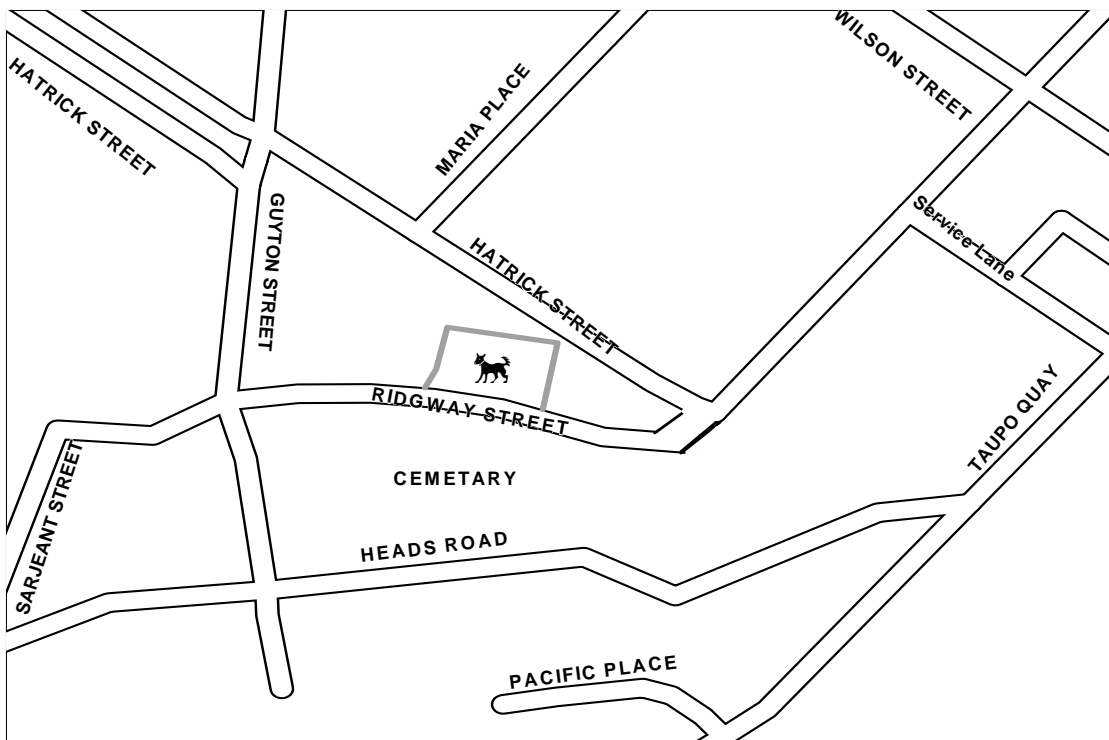 WILSON STREET
HATRICK STREET
MARIA PLACE
GUYTON STREET
Service Lane
HATRICK STREET
RIDGWAY STREET
TAUPO QUAY
SARJEANT STREET
CEMETARY
HEADS ROAD
PACIFIC PLACE